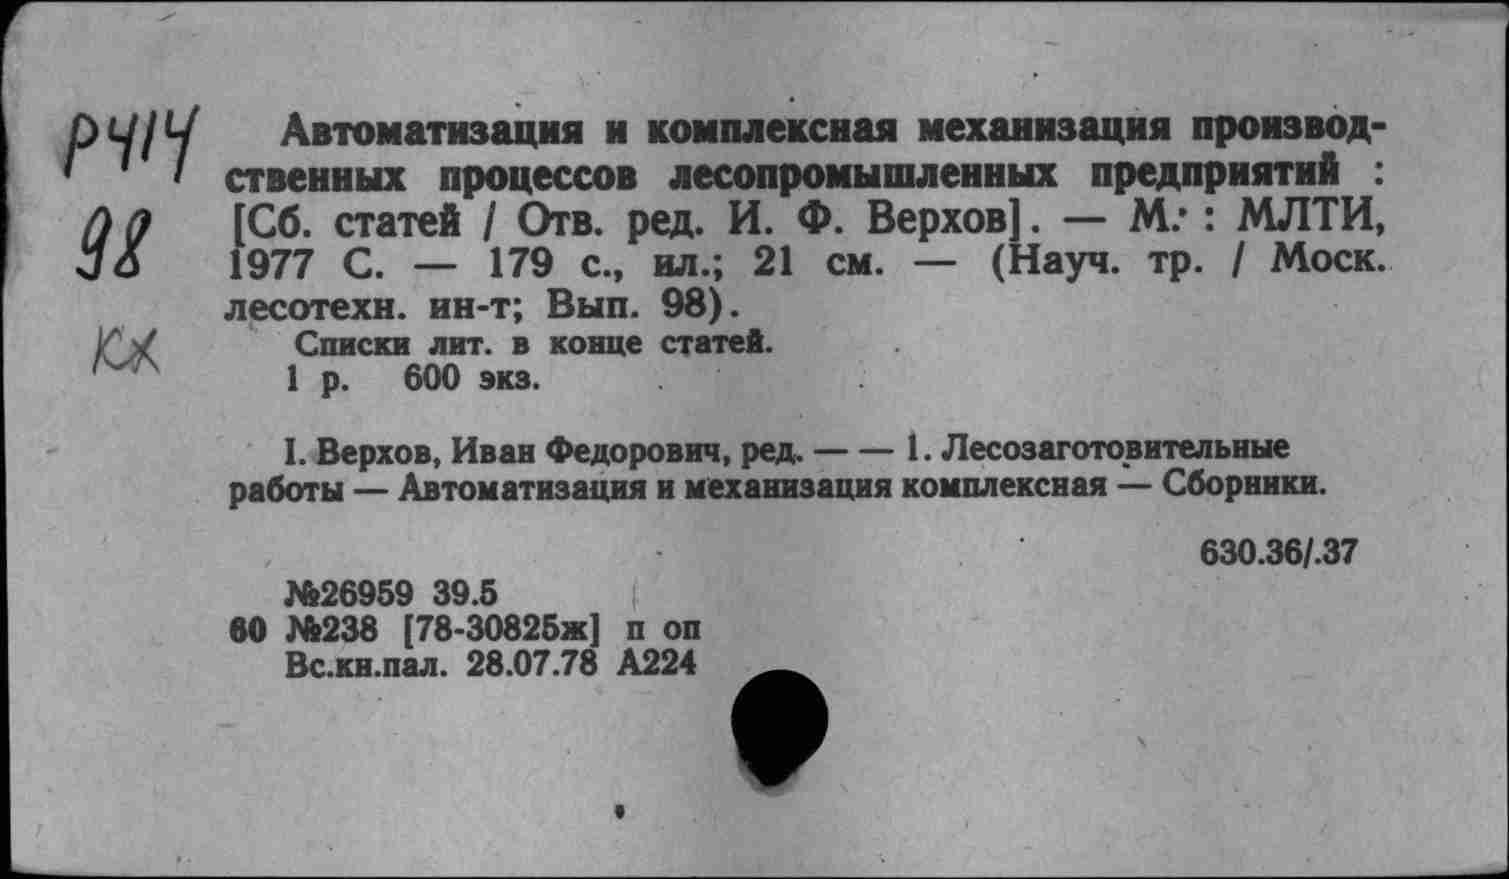 Р414
98
КХ
Автоматизация и комплексная механизация производ-
ственных процессов лесопромышленных предприятий :
[Сб. статей / Отв. ред. И. Ф. Верхов]. — М. : МЛТИ,
1977 С. — 179 с., ил.; 21 см. — (Науч. тр. / Моск.
лесотехн. ин-т; Вып. 98).
Списки лит. в конце статей.
1 р. 600 экз.
I. Верхов, Иван Федорович, ред. — — 1. Лесозаготовительные
работы — Автоматизация и механизация комплексная — Сборники.
630.36/.37
№26959 39.5
60 №238 [78-30825ж] п оп
Вс.кн.пал. 28.07.78 А224